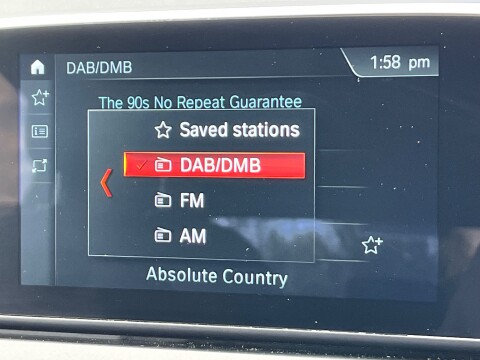 DAB/DMB
1:58 pm
The 90s No Repeat Guarantee
Saved stations
DAB/DMB
FM
AM
Absolute Country